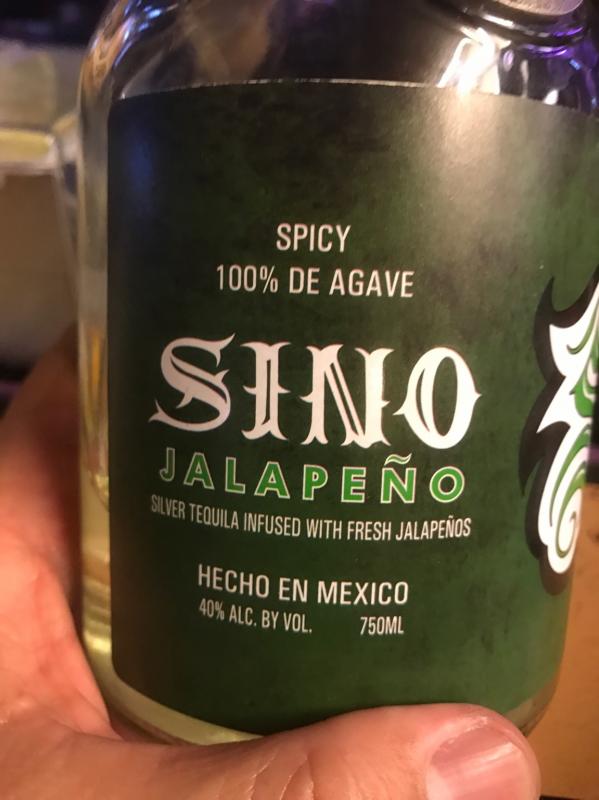 SPICY
100% DE AGAVE
SINO
JALAPEÑO
SILVER TEQUILA INFUSED WITH FRESH JALAPEÑOS
HECHO EN MEXICO
40% ALC. BY VOL. 750ML